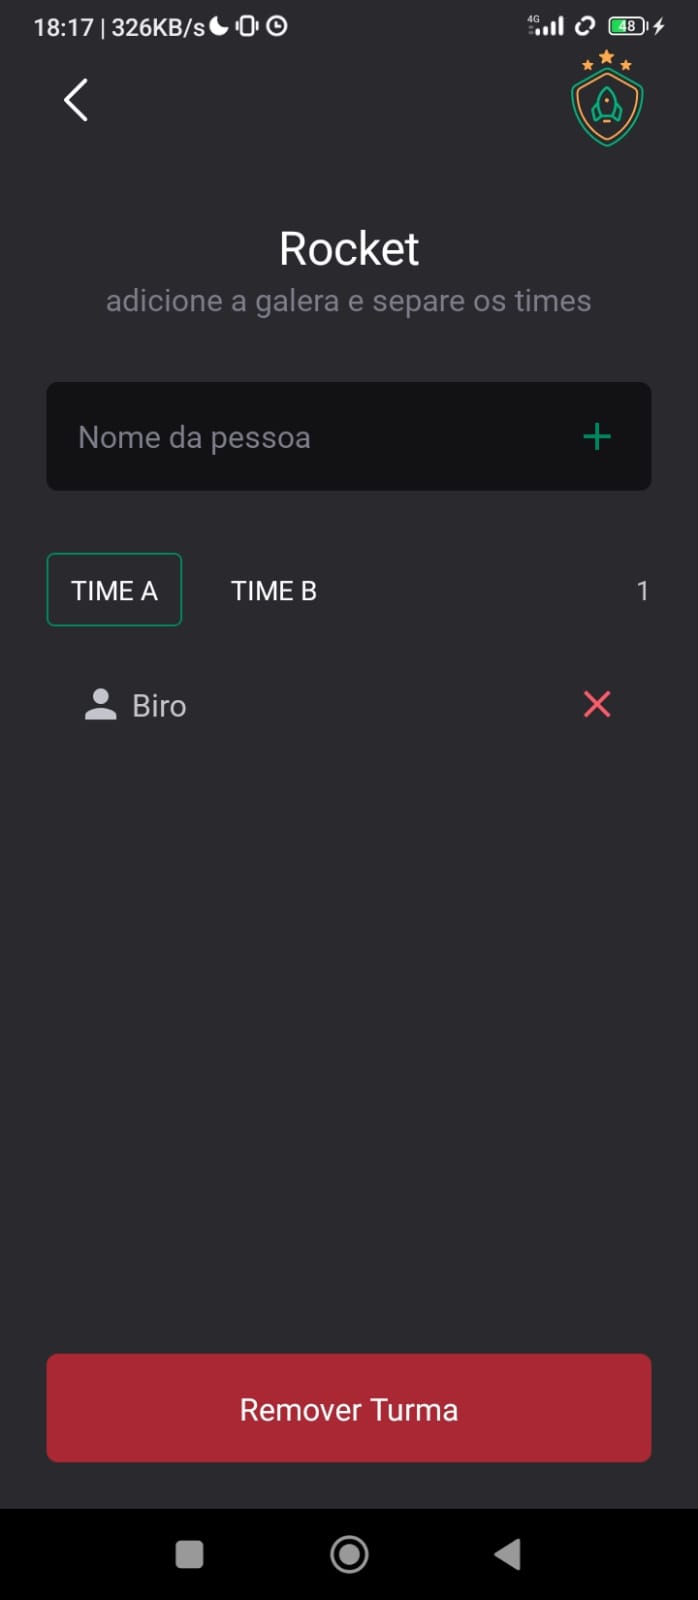 18:17 | 326KB/s
4G
48
Rocket
adicione a galera e separe os times
Nome da pessoa
TIME A
TIME B
1
Biro
Remover Turma